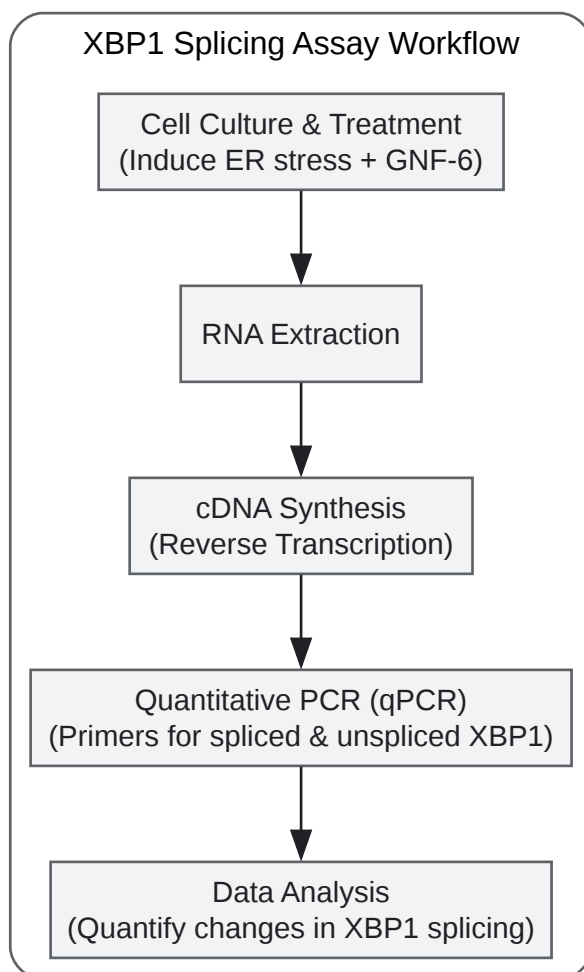 XBP1 Splicing Assay Workflow
Cell Culture & Treatment
(Induce ER stress + GNF-6)
RNA Extraction
cDNA Synthesis
(Reverse Transcription)
Quantitative PCR (qPCR)
(Primers for spliced & unspliced XBP1)
Data Analysis
(Quantify changes in XBP1 splicing)